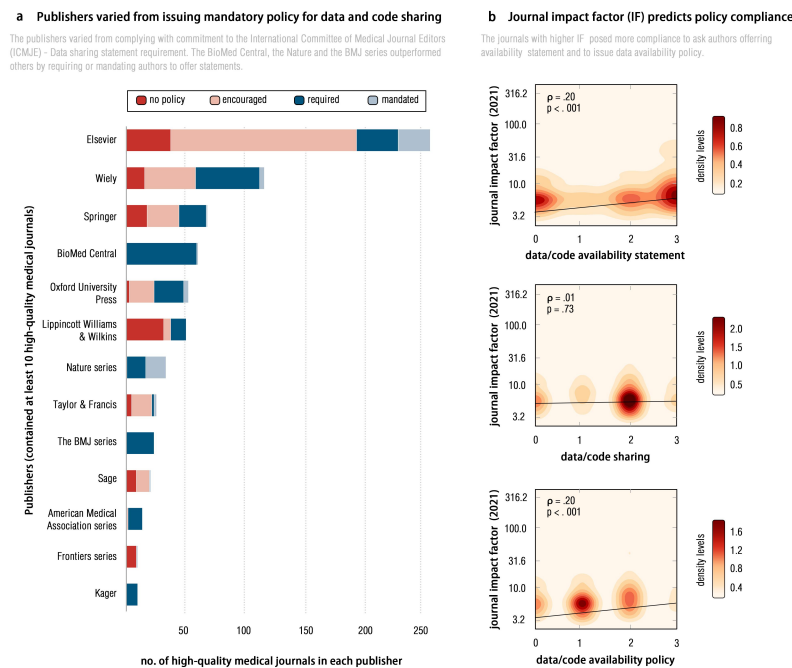 a Publishers varied from issuing mandatory policy for data and code sharing
The publishers varied from complying with commitment to the International Committee of Medical Journal Editors
(ICMJE) - Data sharing statement requirement. The BioMed Central, the Nature and the BMJ series outperformed
others by requiring or mandating authors to offer statements.
no policy encouraged required mandated
Publishers (contained at least 10 high-quality medical journals)
Elsevier
Wiely
Springer
BioMed Central
Oxford University
Press
Lippincott Williams
& Wilkins
Nature series
Taylor & Francis
The BMJ series
Sage
American Medical
Association series
Frontiers series
Kager
50 100 150 200 250
no. of high-quality medical journals in each publisher
b Journal impact factor (IF) predicts policy compliance
The journals with higher IF posed more compliance to ask authors offerring
availability statement and to issue data availability policy.
journal impact factor (2021)
316.2
100.0
31.6
10.0
3.2
ρ = .20
p < . 001
0 1 2 3
data/code availability statement
density levels
0.8
0.6
0.4
0.2
journal impact factor (2021)
316.2
100.0
31.6
10.0
3.2
ρ = .01
p = .73
0 1 2 3
data/code sharing
density levels
2.0
1.5
1.0
0.5
journal impact factor (2021)
316.2
100.0
31.6
10.0
3.2
ρ = .20
p < . 001
0 1 2 3
data/code availability policy
density levels
1.6
1.2
0.8
0.4